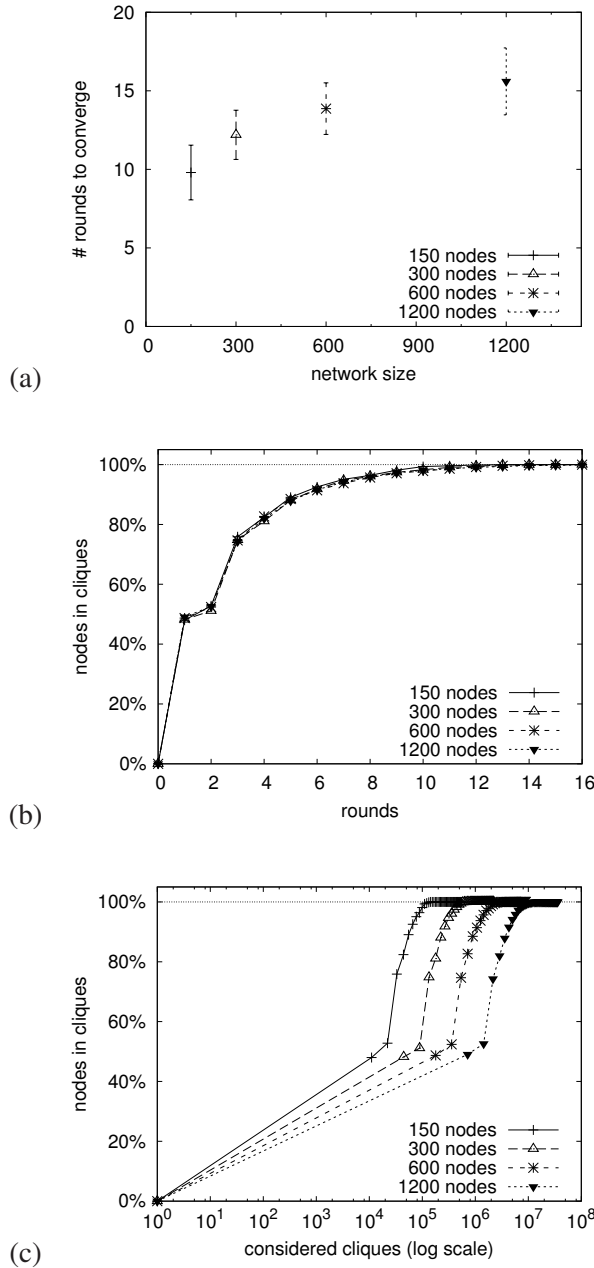 20
15
10
5
0
# rounds to converge
150 nodes
300 nodes
600 nodes
1200 nodes
0 300 600 900 1200
network size
(a)
100%
80%
60%
40%
20%
0%
nodes in cliques
150 nodes
300 nodes
600 nodes
1200 nodes
0 2 4 6 8 10 12 14 16
rounds
(b)
100%
80%
60%
40%
20%
0%
nodes in cliques
150 nodes
300 nodes
600 nodes
1200 nodes
10^0 10^1 10^2 10^3 10^4 10^5 10^6 10^7 10^8
considered cliques (log scale)
(c)